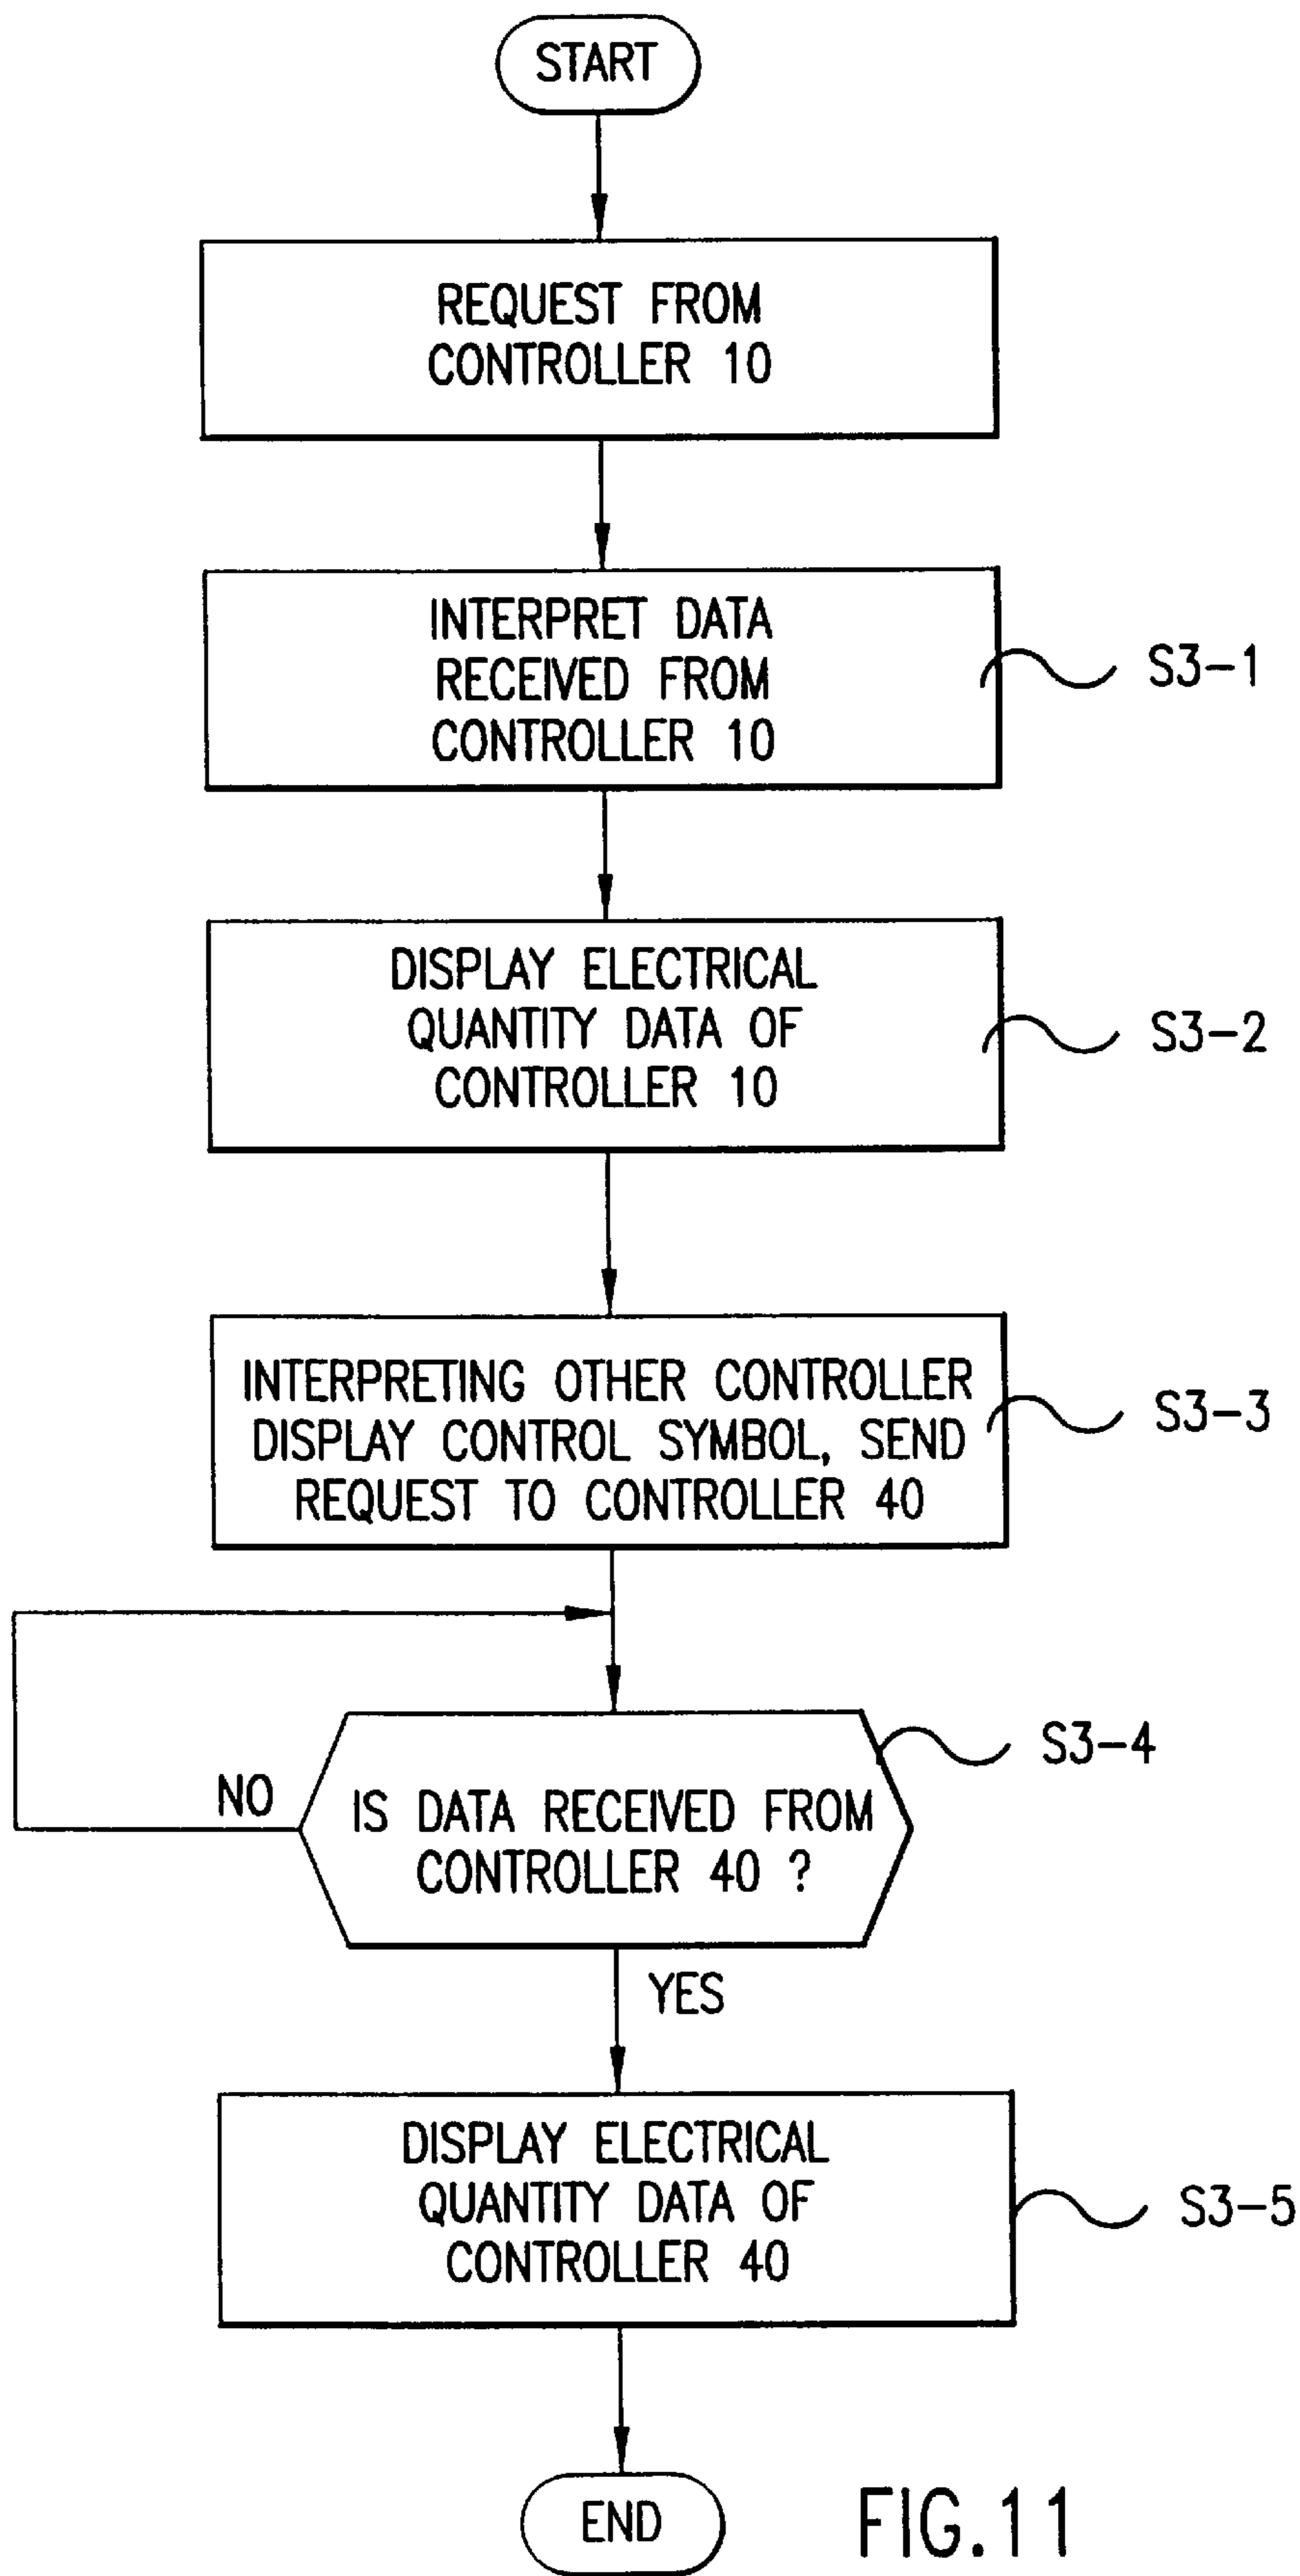 START
REQUEST FROM
CONTROLLER 10
INTERPRET DATA
RECEIVED FROM
CONTROLLER 10
S3-1
DISPLAY ELECTRICAL
QUANTITY DATA OF
CONTROLLER 10
S3-2
INTERPRETING OTHER CONTROLLER
DISPLAY CONTROL SYMBOL, SEND
REQUEST TO CONTROLLER 40
S3-3
S3-4
NO
IS DATA RECEIVED FROM
CONTROLLER 40 ?
YES
DISPLAY ELECTRICAL
QUANTITY DATA OF
CONTROLLER 40
S3-5
END
FIG.11